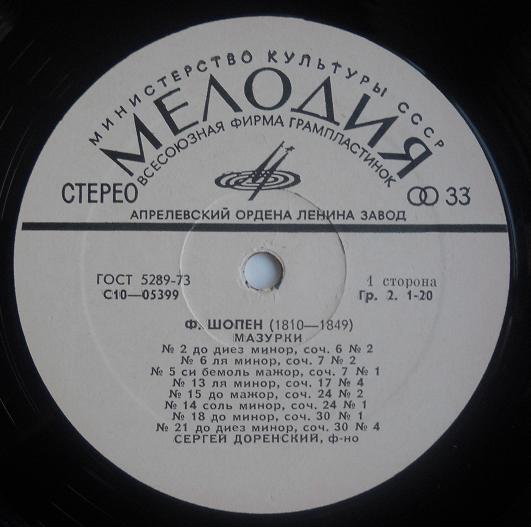 МИНИСТЕРСТВО КУЛЬТУРЫ СССР
МЕЛОДИЯ
ВСЕСОЮЗНАЯ ФИРМА ГРАМПЛАСТИНОК
СТЕРЕО 33
АПРЕЛЕВСКИЙ ОРДЕНА ЛЕНИНА ЗАВОД
ГОСТ 5289-73 1 сторона
С10—05399 Гр. 2. 1-20
Ф. ШОПЕН (1810—1849)
МАЗУРКИ
№ 2 до диез минор, соч. 6 № 2
№ 6 ля минор, соч. 7 № 2
№ 5 си бемоль мажор, соч. 7 № 1
№ 13 ля минор, соч. 17 № 4
№ 15 до мажор, соч. 24 № 2
№ 14 соль минор, соч. 24 № 1
№ 18 до минор, соч. 30 № 1
№ 21 до диез минор, соч. 30 № 4
СЕРГЕЙ ДОРЕНСКИЙ, ф-но